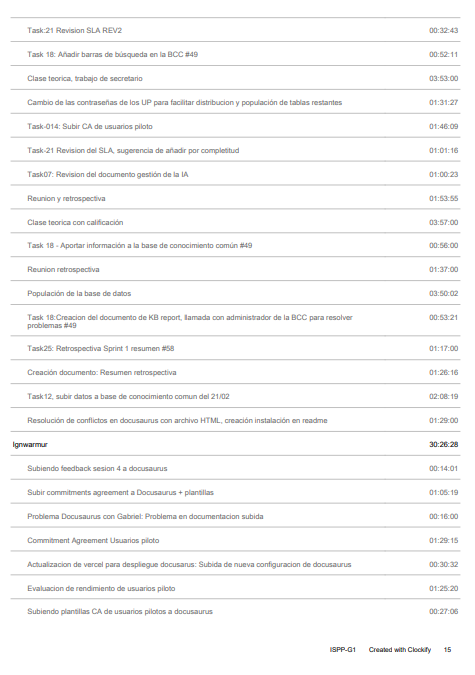 Task:21 Revision SLA REV2 00:32:43
Task 18: Añadir barras de búsqueda en la BCC #49 00:52:11
Clase teorica, trabajo de secretario 03:53:00
Cambio de las contraseñas de los UP para facilitar distribucion y populación de tablas restantes 01:31:27
Task-014: Subir CA de usuarios piloto 01:46:09
Task-21 Revision del SLA, sugerencia de añadir por completitud 01:01:16
Task07: Revision del documento gestión de la IA 01:00:23
Reunion y retrospectiva 01:53:55
Clase teorica con calificación 03:57:00
Task 18 - Aportar información a la base de conocimiento común #49 00:56:00
Reunion retrospectiva 01:37:00
Populación de la base de datos 03:50:02
Task 18:Creacion del documento de KB report, llamada con administrador de la BCC para resolver 00:53:21
problemas #49
Task25: Retrospectiva Sprint 1 resumen #58 01:17:00
Creación documento: Resumen retrospectiva 01:26:16
Task12, subir datos a base de conocimiento comun del 21/02 02:08:19
Resolución de conflictos en docusaurus con archivo HTML, creación instalación en readme 01:29:00
Ignwarmur 30:26:28
Subiendo feedback sesion 4 a docusaurus 00:14:01
Subir commitments agreement a Docusaurus + plantillas 01:05:19
Problema Docusaurus con Gabriel: Problema en documentacion subida 00:16:00
Commitment Agreement Usuarios piloto 01:29:15
Actualizacion de vercel para despliegue docusarus: Subida de nueva configuracion de docusaurus 00:30:32
Evaluacion de rendimiento de usuarios piloto 01:25:20
Subiendo plantillas CA de usuarios pilotos a docusaurus 00:27:06
ISPP-G1 Created with Clockify 15